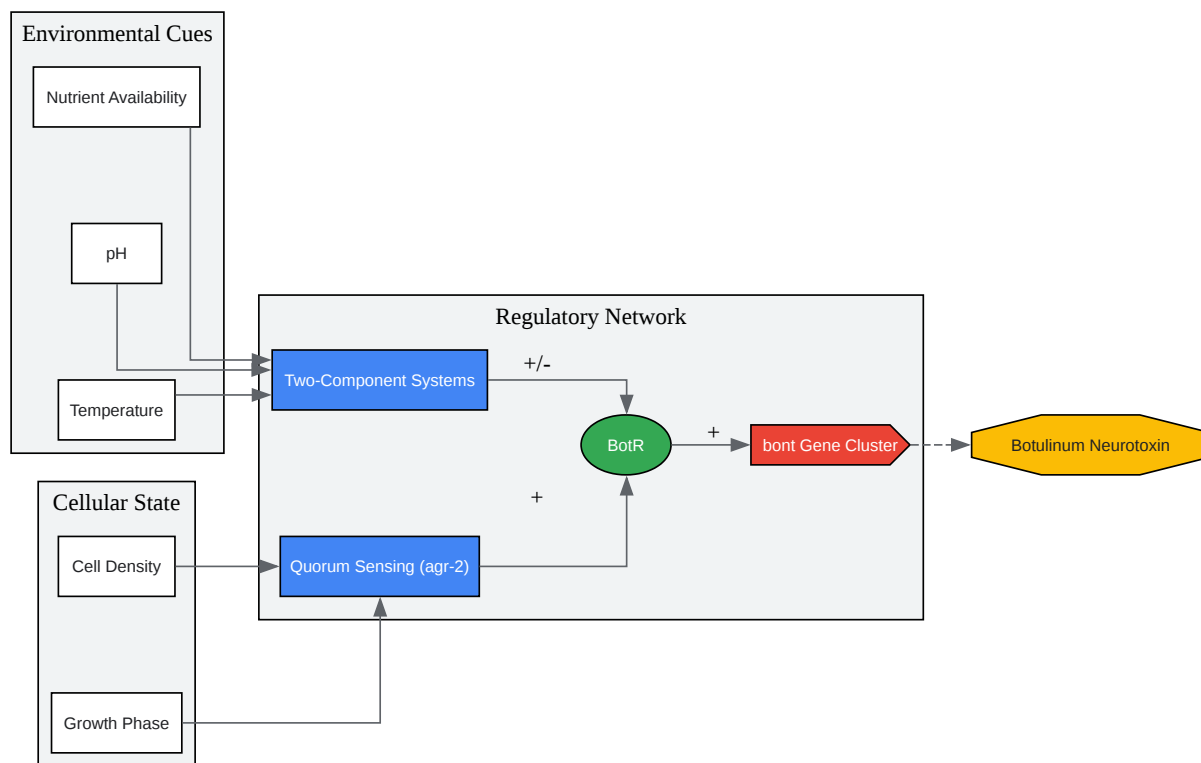 Environmental Cues
Nutrient Availability
pH
Temperature
Regulatory Network
Two-Component Systems
+/-
BotR
+
bont Gene Cluster
Botulinum Neurotoxin
+
Cellular State
Cell Density
Quorum Sensing (agr-2)
Growth Phase